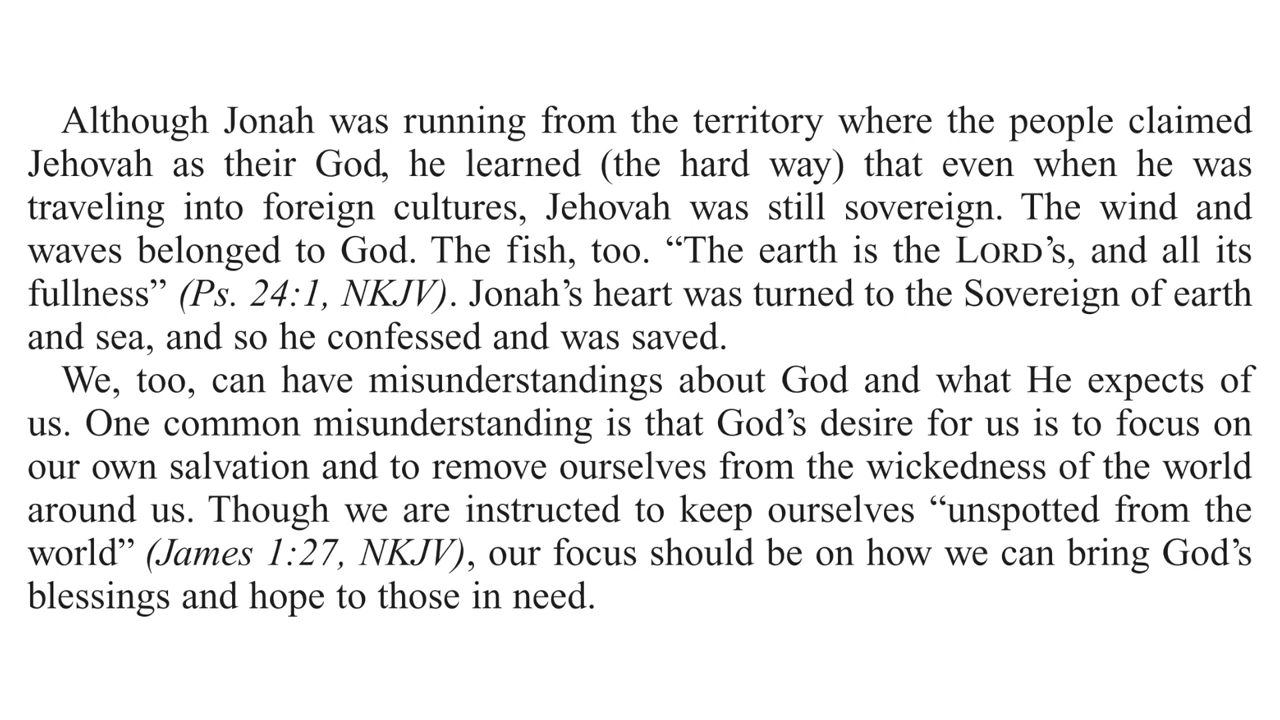 Although Jonah was running from the territory where the people claimed
Jehovah as their God, he learned (the hard way) that even when he was
traveling into foreign cultures, Jehovah was still sovereign. The wind and
waves belonged to God. The fish, too. “The earth is the LORD’s, and all its
fullness” (Ps. 24:1, NKJV). Jonah’s heart was turned to the Sovereign of earth
and sea, and so he confessed and was saved.
We, too, can have misunderstandings about God and what He expects of
us. One common misunderstanding is that God’s desire for us is to focus on
our own salvation and to remove ourselves from the wickedness of the world
around us. Though we are instructed to keep ourselves “unspotted from the
world” (James 1:27, NKJV), our focus should be on how we can bring God’s
blessings and hope to those in need.